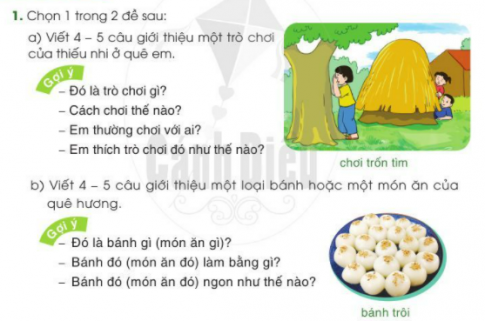 1. Chọn 1 trong 2 đề sau:
a) Viết 4 – 5 câu giới thiệu một trò chơi
của thiếu nhi ở quê em.
Gợi ý
– Đó là trò chơi gì?
– Cách chơi thế nào?
– Em thường chơi với ai?
– Em thích trò chơi đó như thế nào?
chơi trốn tìm
Cánh Diều
b) Viết 4 – 5 câu giới thiệu một loại bánh hoặc một món ăn của
quê hương.
Gợi ý
– Đó là bánh gì (món ăn gì)?
– Bánh đó (món ăn đó) làm bằng gì?
– Bánh đó (món ăn đó) ngon như thế nào?
bánh trôi